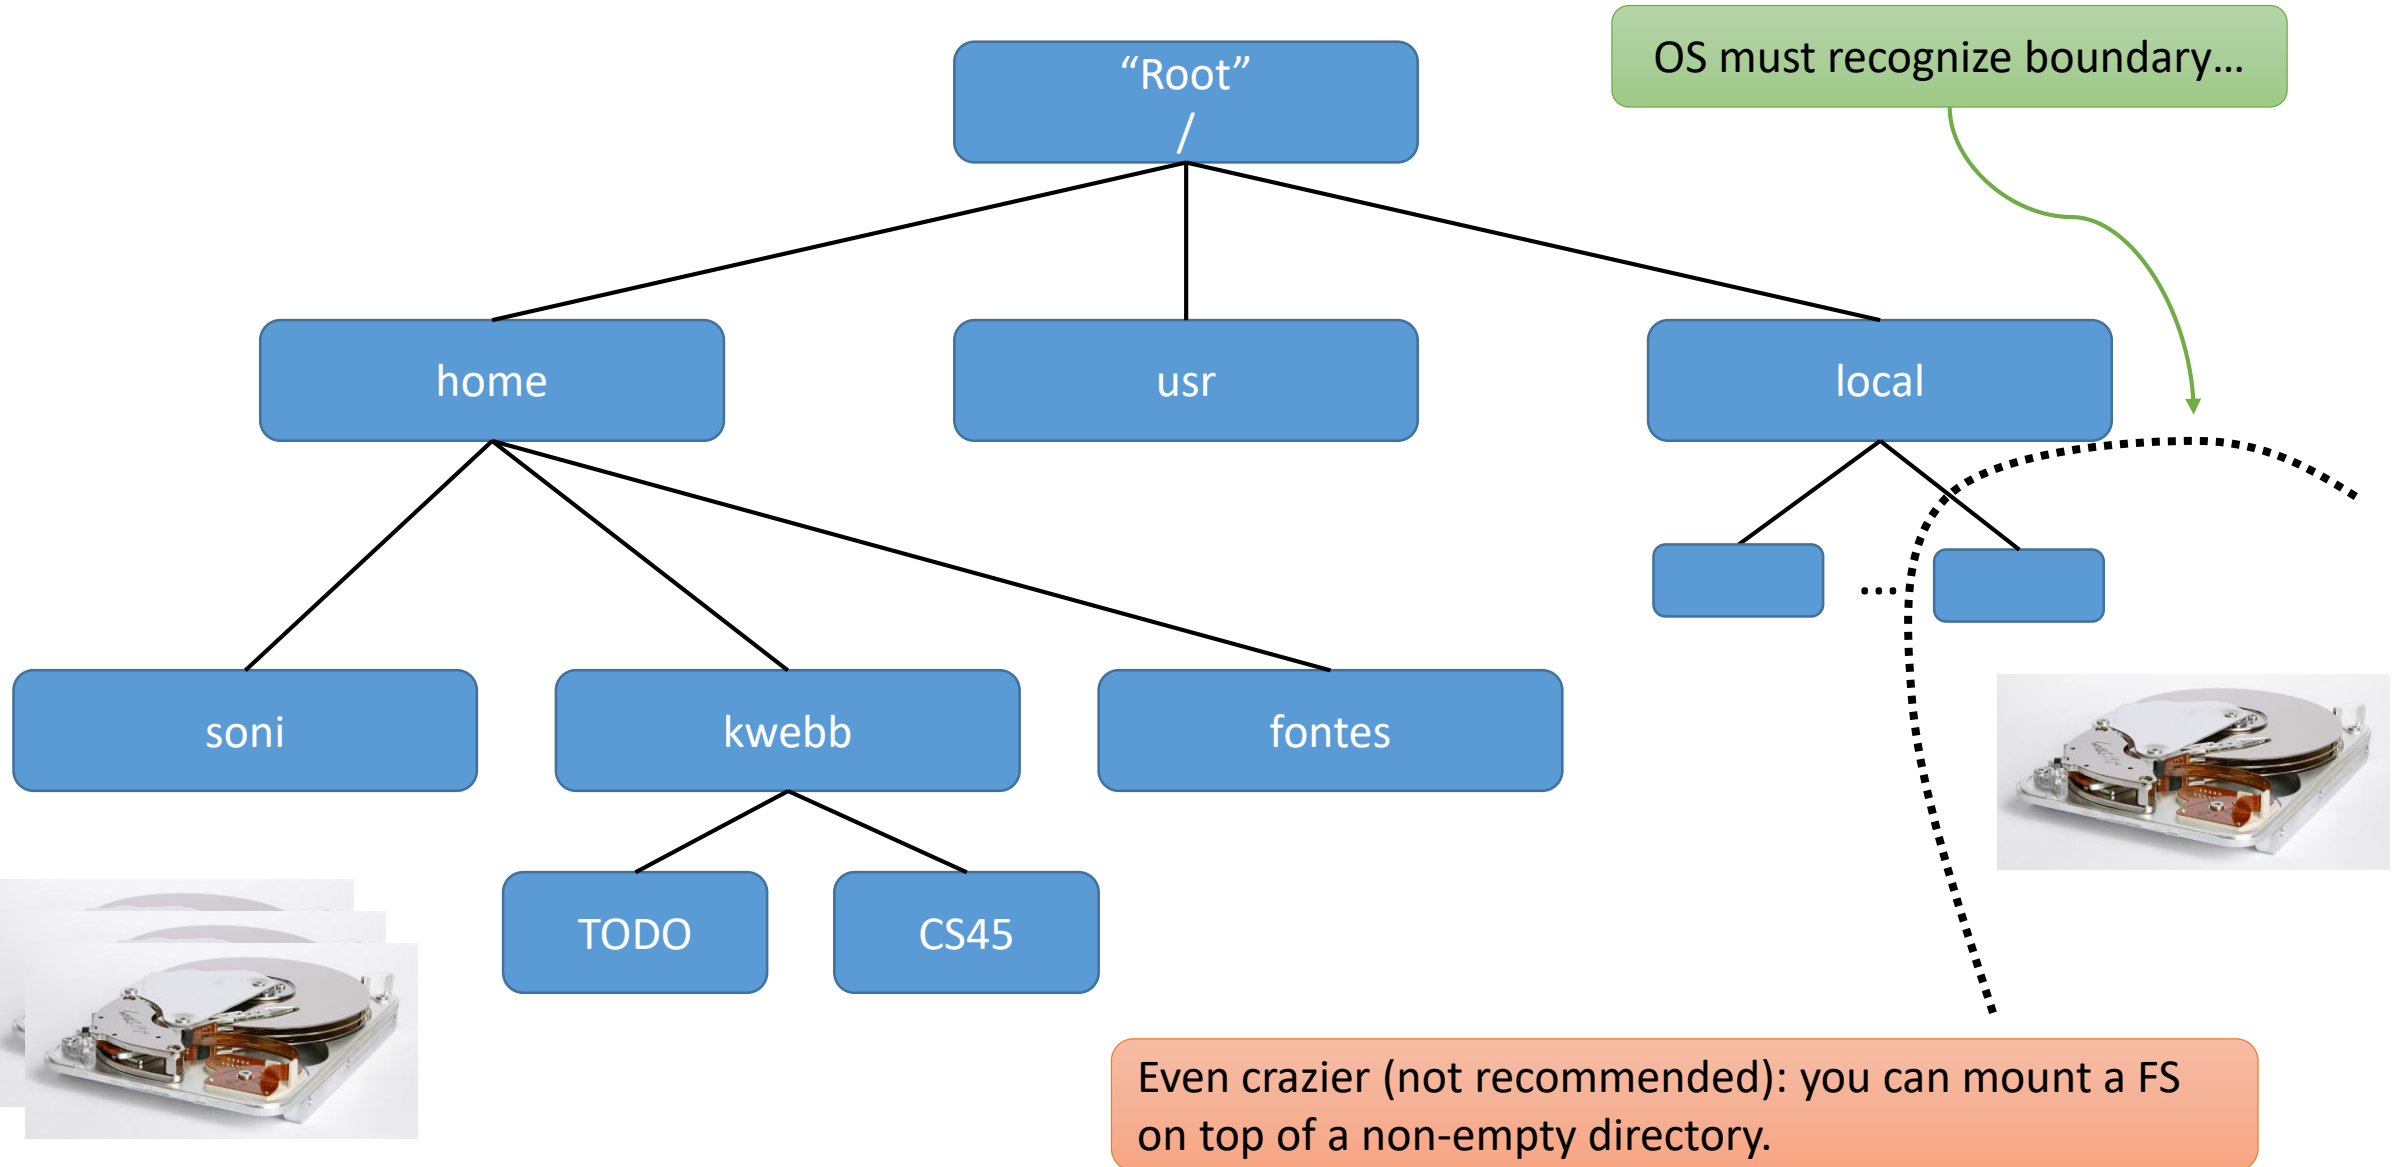 “Root”
/
OS must recognize boundary…
home
usr
local
…
soni
kwebb
fontes
TODO
CS45
Even crazier (not recommended): you can mount a FS
on top of a non-empty directory.